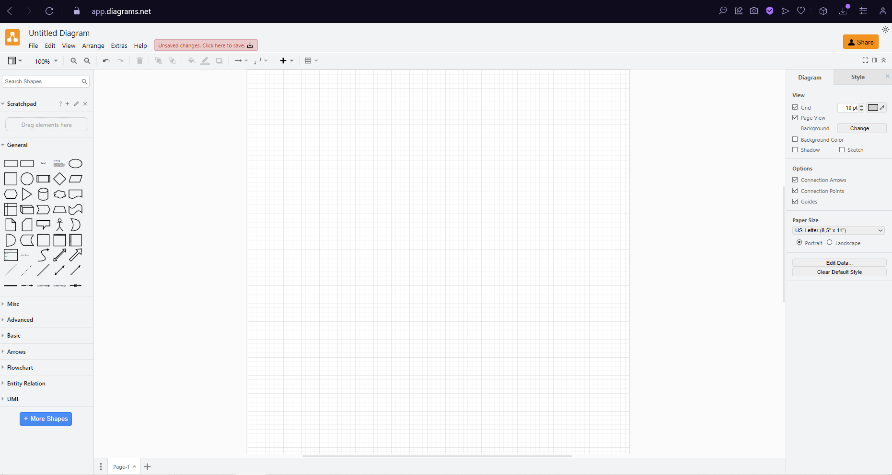 app.diagrams.net
Untitled Diagram
File Edit View Arrange Extras Help
Unsaved changes. Click here to save.
Share
100%
Search Shapes
Scratchpad
Drag elements here
General
Misc
Advanced
Basic
Arrows
Flowchart
Entity Relation
UML
+ More Shapes
Page-1
Diagram
Style
View
Grid
10 pt
Page View
Background
Change
Background Color
Shadow
Sketch
Options
Connection Arrows
Connection Points
Guides
Paper Size
US-Letter (8,5" x 11")
Portrait
Landscape
Edit Data...
Clear Default Style